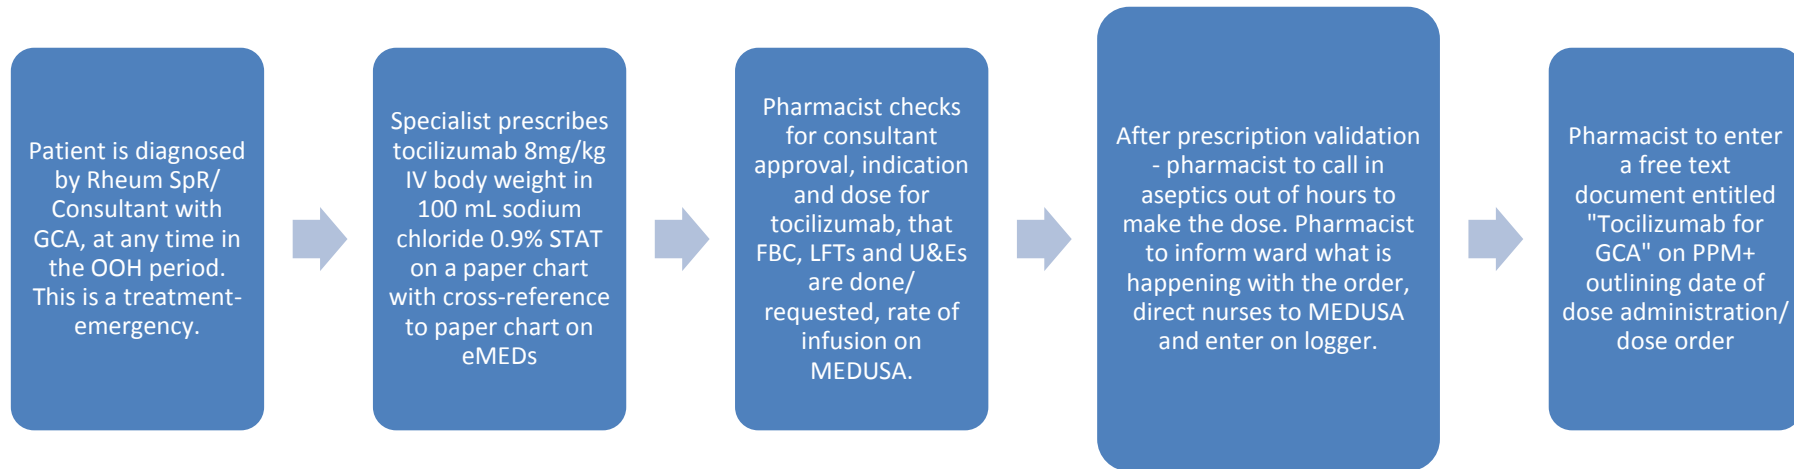 Patient is diagnosed
by Rheum SpR/
Consultant with
GCA, at any time in
the OOH period.
This is a treatment-
emergency.
Specialist prescribes
tocilizumab 8mg/kg
IV body weight in
100 mL sodium
chloride 0.9% STAT
on a paper chart
with cross-reference
to paper chart on
eMEDs
Pharmacist checks
for consultant
approval, indication
and dose for
tocilizumab, that
FBC, LFTs and U&Es
are done/
requested, rate of
infusion on
MEDUSA.
After prescription validation
- pharmacist to call in
aseptics out of hours to
make the dose. Pharmacist
to inform ward what is
happening with the order,
direct nurses to MEDUSA
and enter on logger.
Pharmacist to enter
a free text
document entitled
"Tocilizumab for
GCA" on PPM+
outlining date of
dose administration/
dose order